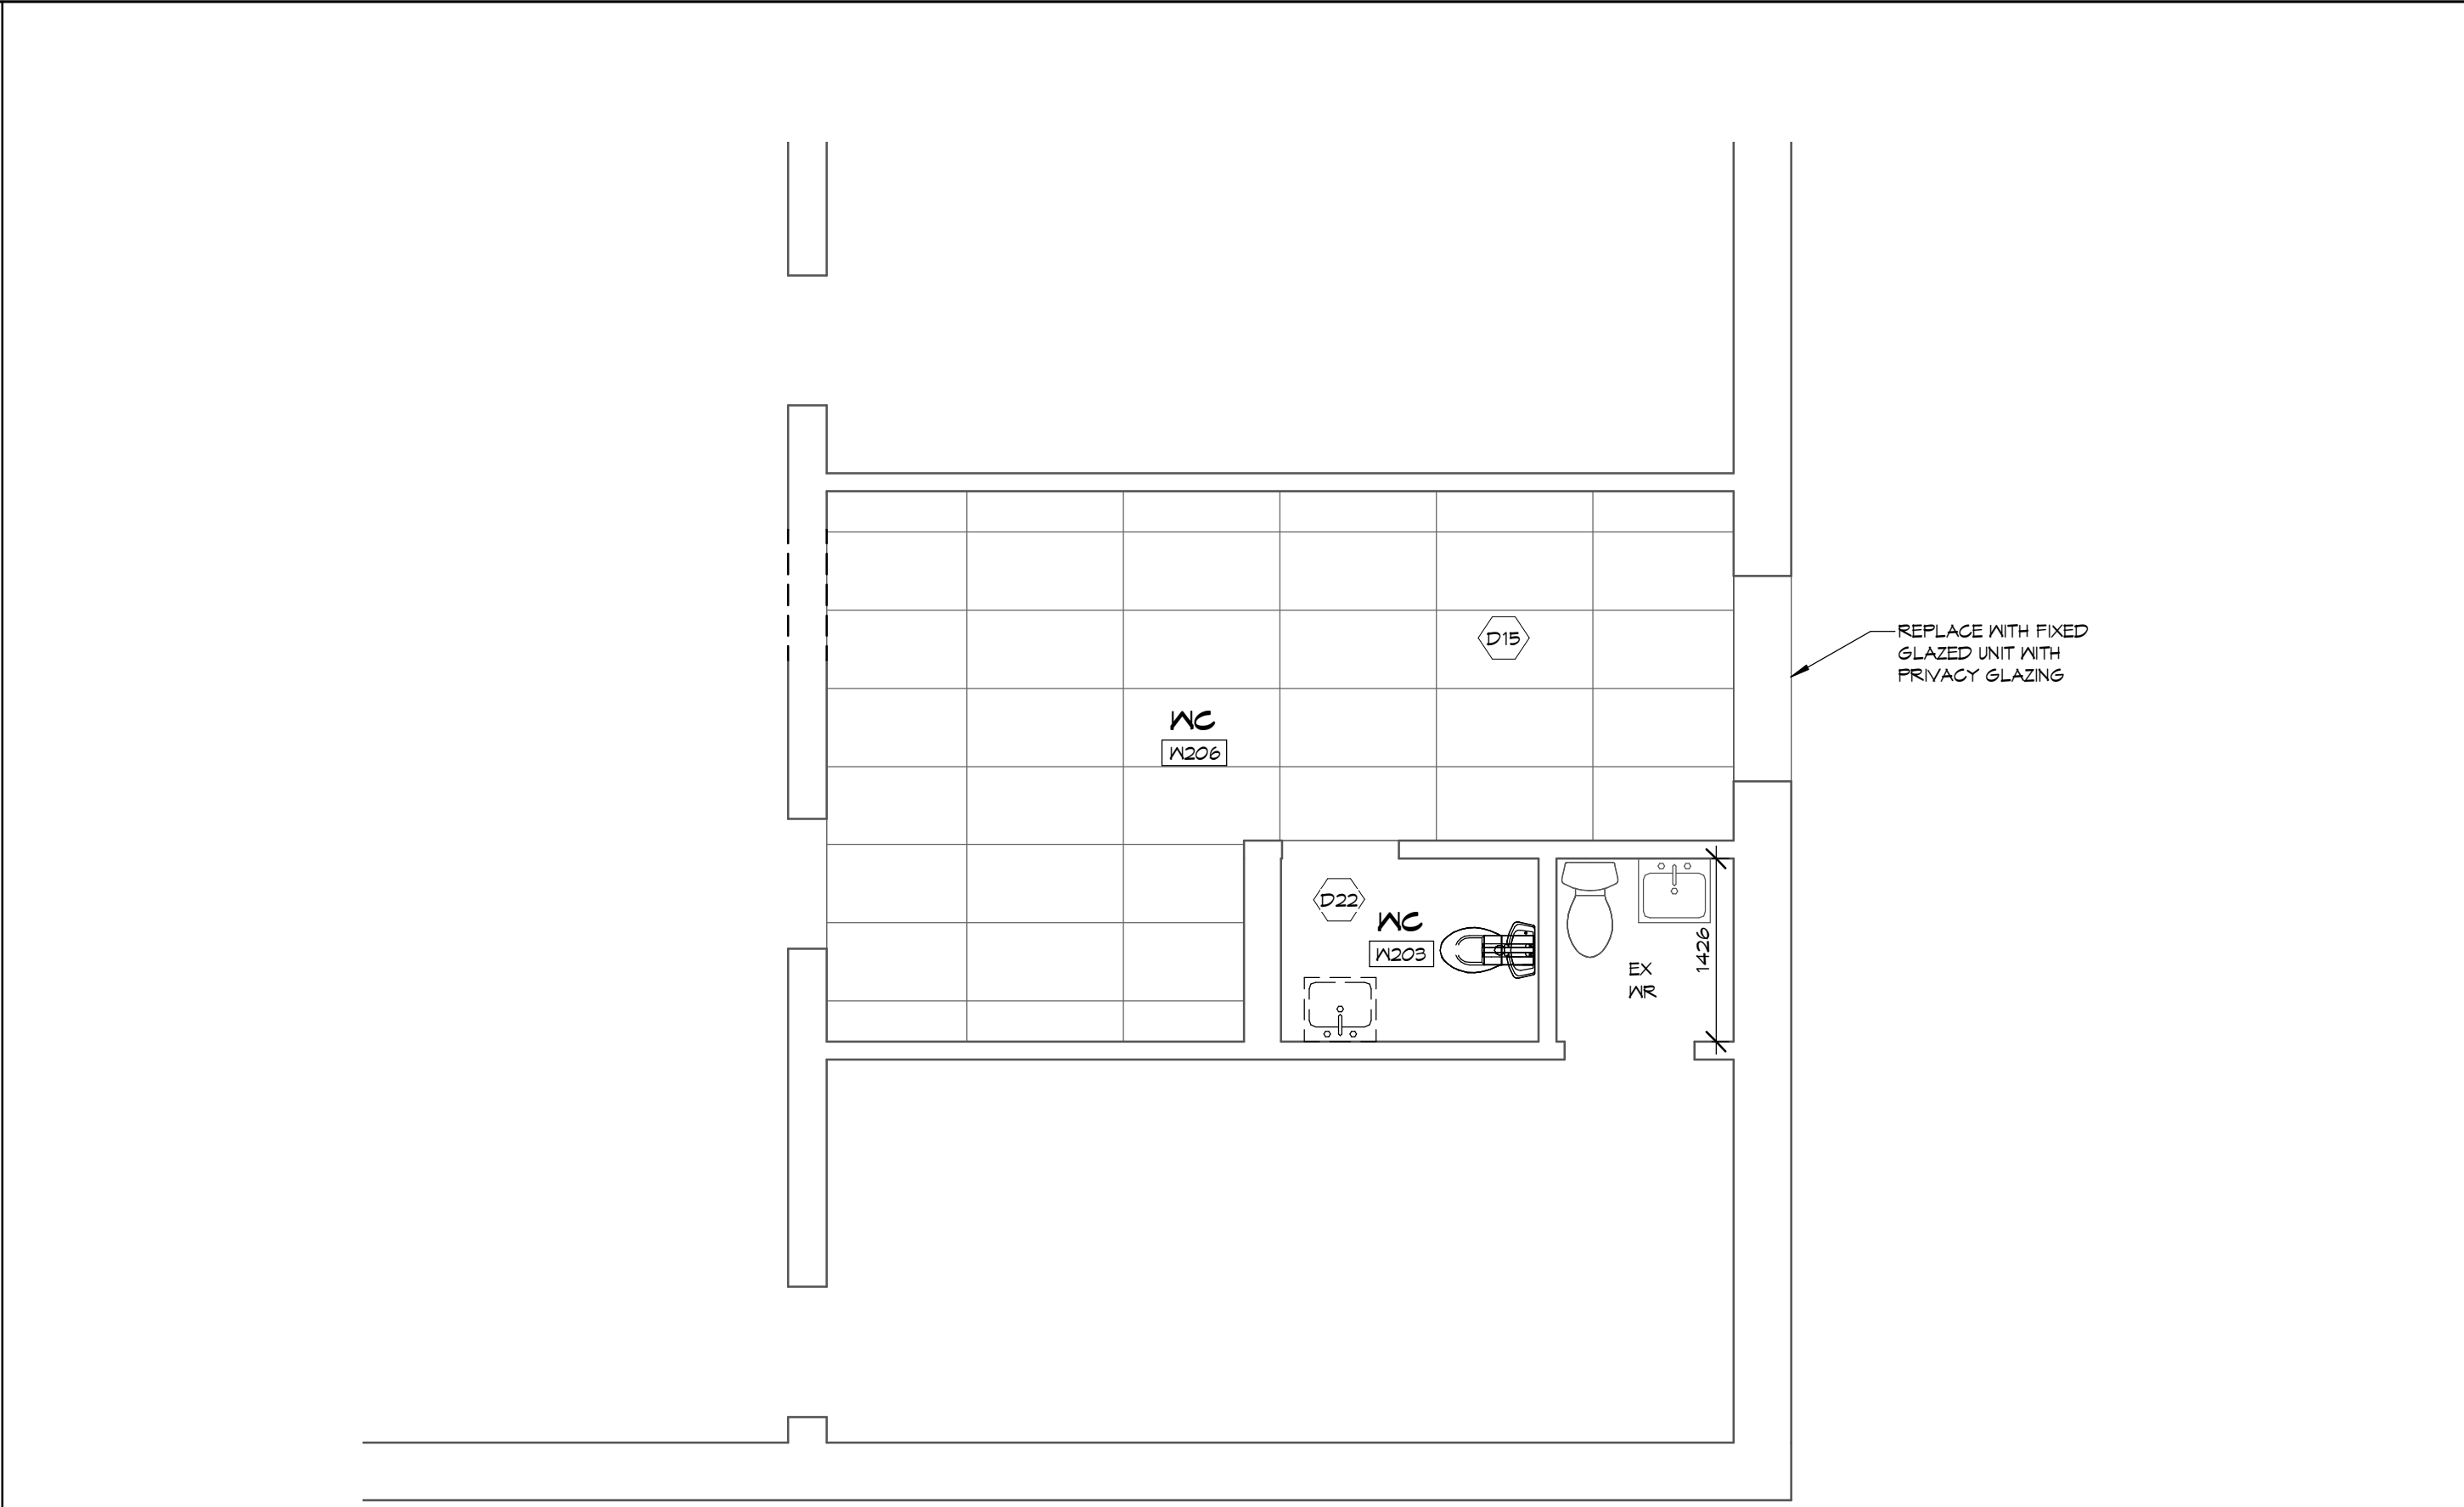 D15
REPLACE WITH FIXED
GLAZED UNIT WITH
PRIVACY GLAZING
WC
W206
D22
WC
W203
1426
EX
WR